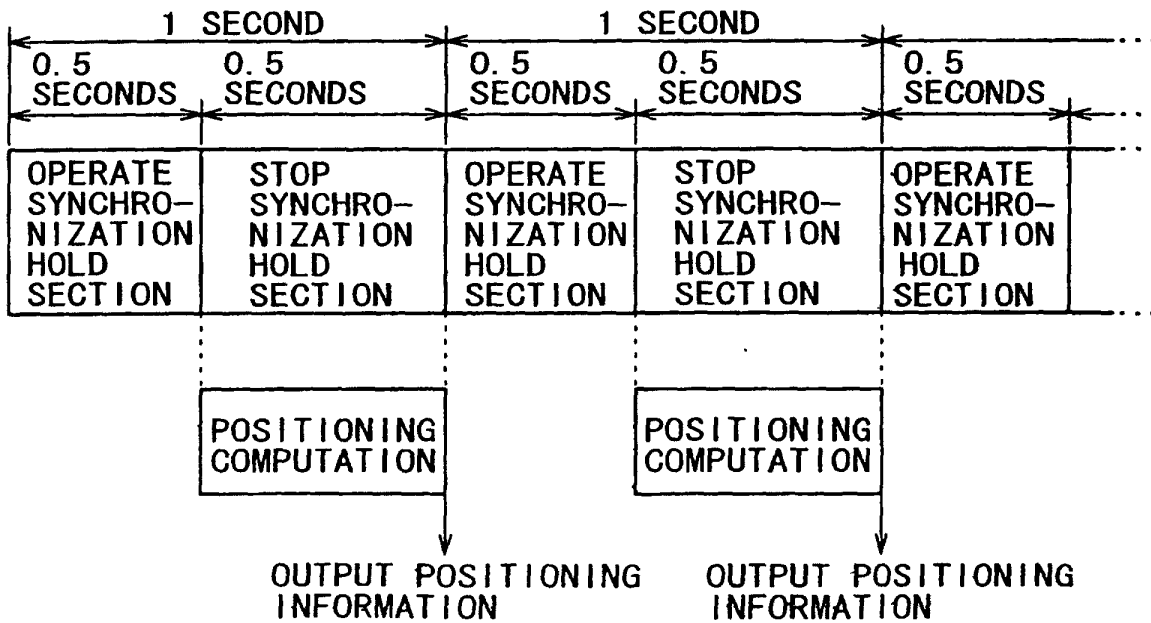 1 SECOND
1 SECOND
0.5
SECONDS
0.5
SECONDS
0.5
SECONDS
0.5
SECONDS
0.5
SECONDS
OPERATE
SYNCHRO-
NIZATION
HOLD
SECTION
STOP
SYNCHRO-
NIZATION
HOLD
SECTION
OPERATE
SYNCHRO-
NIZATION
HOLD
SECTION
STOP
SYNCHRO-
NIZATION
HOLD
SECTION
OPERATE
SYNCHRO-
NIZATION
HOLD
SECTION
POSITIONING
COMPUTATION
POSITIONING
COMPUTATION
OUTPUT POSITIONING
INFORMATION
OUTPUT POSITIONING
INFORMATION